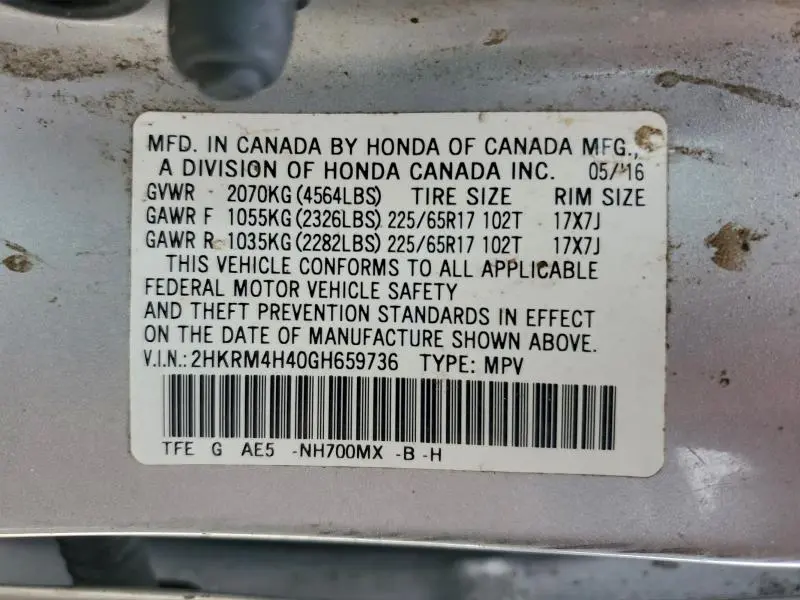 MFD. IN CANADA BY HONDA OF CANADA MFG.,
A DIVISION OF HONDA CANADA INC. 05/16
GVWR 2070KG (4564LBS) TIRE SIZE RIM SIZE
GAWR F 1055KG (2326LBS) 225/65R17 102T 17X7J
GAWR R 1035KG (2282LBS) 225/65R17 102T 17X7J
THIS VEHICLE CONFORMS TO ALL APPLICABLE
FEDERAL MOTOR VEHICLE SAFETY
AND THEFT PREVENTION STANDARDS IN EFFECT
ON THE DATE OF MANUFACTURE SHOWN ABOVE.
V.I.N.: 2HKRM4H40GH659736 TYPE: MPV
TFE G AE5 -NH700MX -B -H